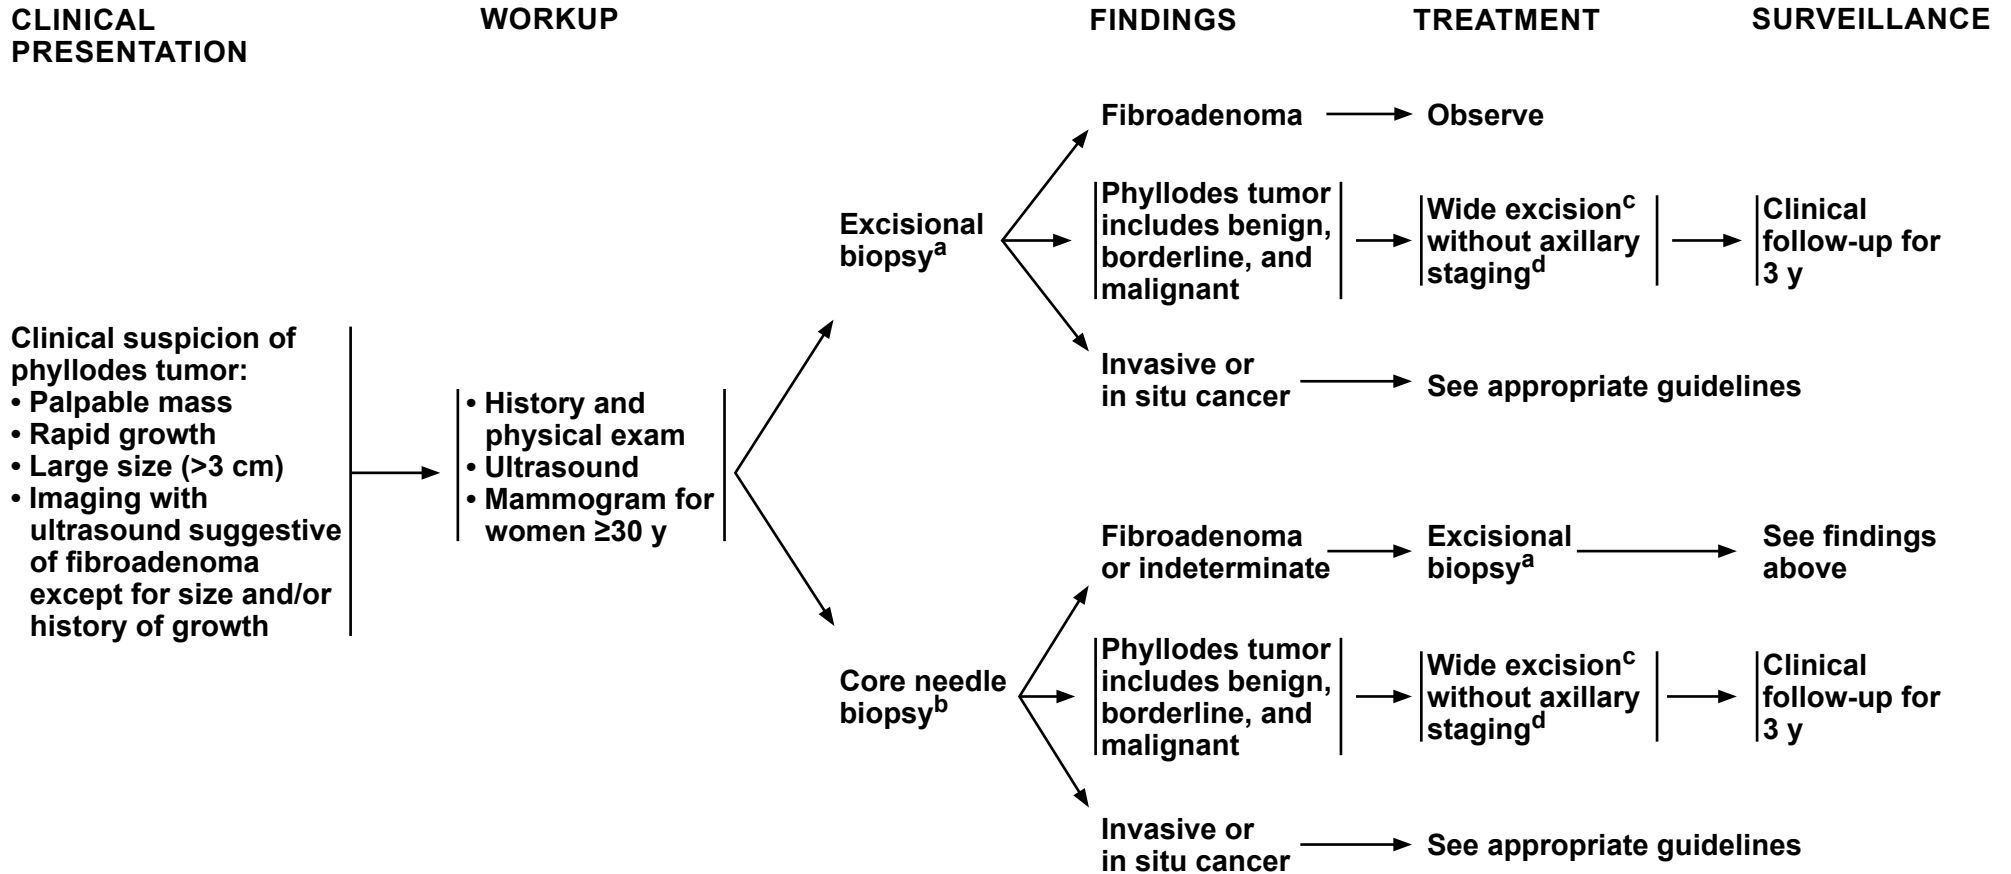 CLINICAL
PRESENTATION
WORKUP
FINDINGS
TREATMENT
SURVEILLANCE
Clinical suspicion of
phyllodes tumor:
• Palpable mass
• Rapid growth
• Large size (>3 cm)
• Imaging with
ultrasound suggestive
of fibroadenoma
except for size and/or
history of growth
• History and
physical exam
• Ultrasound
• Mammogram for
women ≥30 y
Excisional
biopsya
Fibroadenoma
Observe
Phyllodes tumor
includes benign,
borderline, and
malignant
Wide excisionc
without axillary
stagingd
Clinical
follow-up for
3 y
Invasive or
in situ cancer
See appropriate guidelines
Core needle
biopsyb
Fibroadenoma
or indeterminate
Excisional
biopsya
See findings
above
Phyllodes tumor
includes benign,
borderline, and
malignant
Wide excisionc
without axillary
stagingd
Clinical
follow-up for
3 y
Invasive or
in situ cancer
See appropriate guidelines